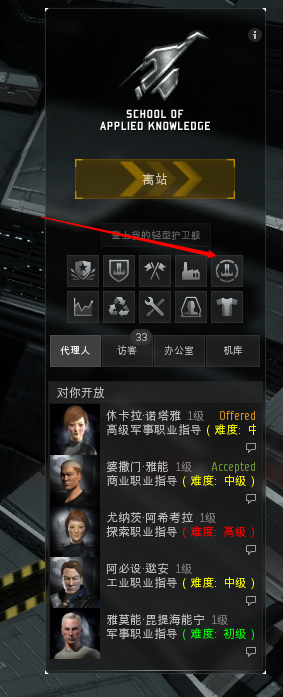 SCHOOL OF
APPLIED KNOWLEDGE
离站
登上我的轻型护卫舰
33
代理人 访客 办公室 机库
对你开放
休卡拉·诺塔雅 1级 Offered
高级军事职业指导 ( 难度: 中
婆撒门·雅能 1级 Accepted
商业职业指导 ( 难度: 中级 )
尤纳茨·阿希考拉 1级
探索职业指导 ( 难度: 高级 )
阿必设·逖安 1级
工业职业指导 ( 难度: 中级 )
雅莫能·毘提海能宁 1级
军事职业指导 ( 难度: 初级 )